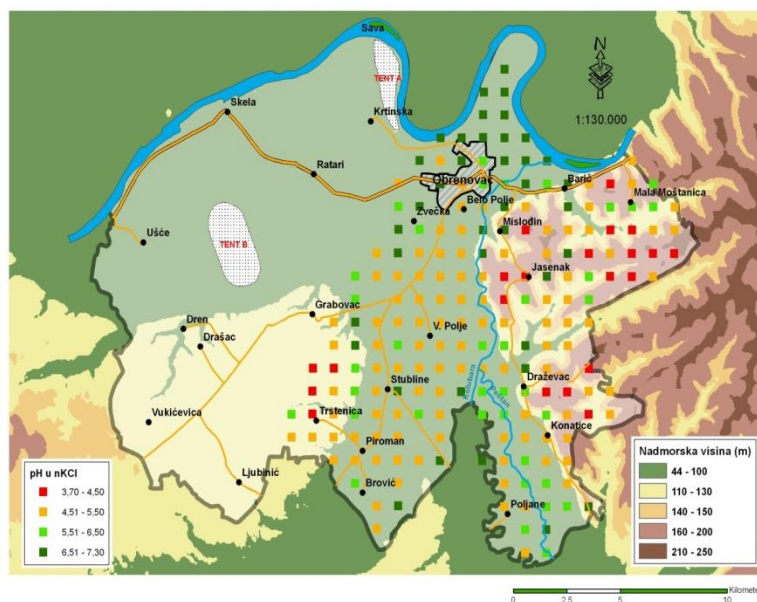 Sava
N
TENT A
Skela
Krtinska
1:130.000
Ratari
Obrenovac
Barič
Mala Moštanica
Belo Polje
Zvečka
Mislođin
Ušće
TENT B
Jasenak
Grabovac
Dren
Drašac
V. Polje
Kolubara
Peštan
Stubline
Draževac
Vukićevica
Trstenica
Konatice
Piroman
Ljubinić
Brović
Poljane
pH u nKCl
3,70 - 4,50
4,51 - 5,50
5,51 - 6,50
6,51 - 7,30
Nadmorska visina (m)
44 - 100
110 - 130
140 - 150
160 - 200
210 - 250
Kilometers
0 2,5 5 10